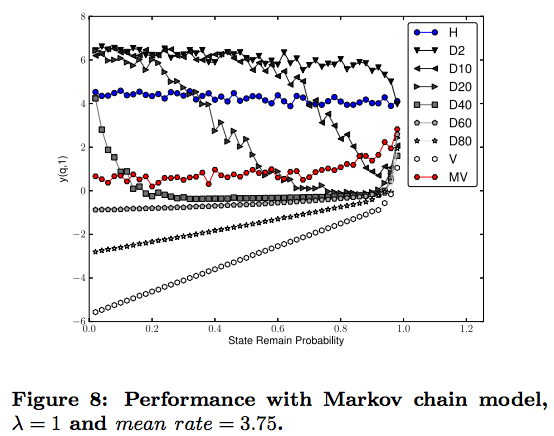 8
6
4
2
0
−2
−4
−6
y(q,1)
0.0 0.2 0.4 0.6 0.8 1.0 1.2
State Remain Probability
H
D2
D10
D20
D40
D60
D80
V
MV
Figure 8: Performance with Markov chain model,
λ = 1 and mean rate = 3.75.